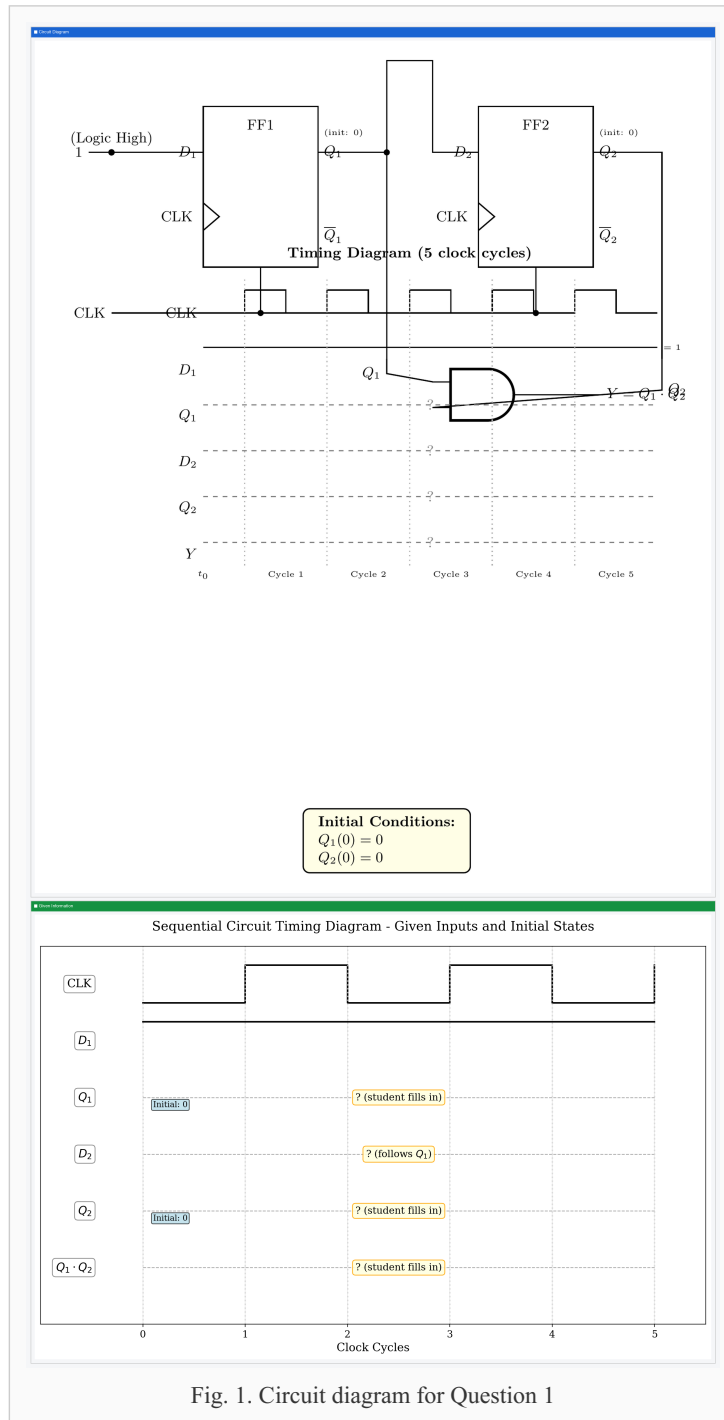 Circuit Diagram
FF1
FF2
(init: 0)
(init: 0)
(Logic High)
1
D₁
Q₁
D₂
Q₂
CLK
CLK
Q̅₁
Q̅₂
Timing Diagram (5 clock cycles)
CLK
CLK
= 1
D₁
Q₁
Y = Q₁ · Q₂
Q₂
?
Q₁
?
D₂
?
Q₂
?
Y
t₀
Cycle 1
Cycle 2
Cycle 3
Cycle 4
Cycle 5
Initial Conditions:
Q₁(0) = 0
Q₂(0) = 0
Given Information
Sequential Circuit Timing Diagram - Given Inputs and Initial States
CLK
D₁
Q₁
? (student fills in)
Initial: 0
D₂
? (follows Q₁)
Q₂
? (student fills in)
Initial: 0
Q₁ · Q₂
? (student fills in)
0 1 2 3 4 5
Clock Cycles
Fig. 1. Circuit diagram for Question 1